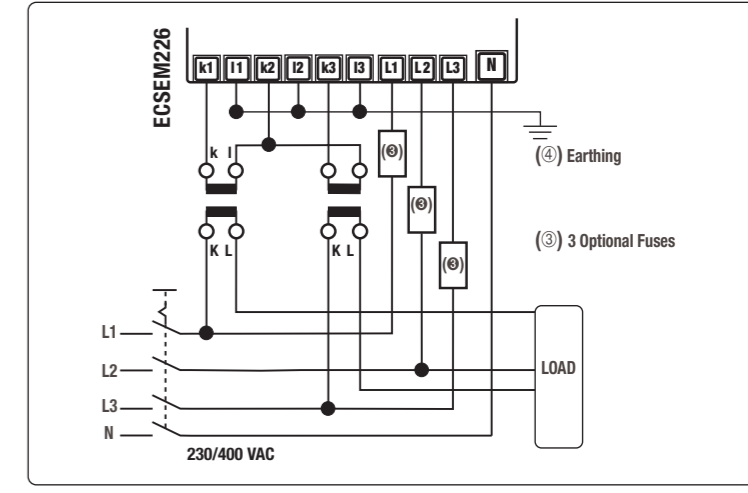 ECSEM226
k1 l1 k2 l2 k3 l3 L1 L2 L3 N
k l
(③) (④) Earthing
(③)
(③) 3 Optional Fuses
K L K L (③)
L1
L2 LOAD
L3
N
230/400 VAC